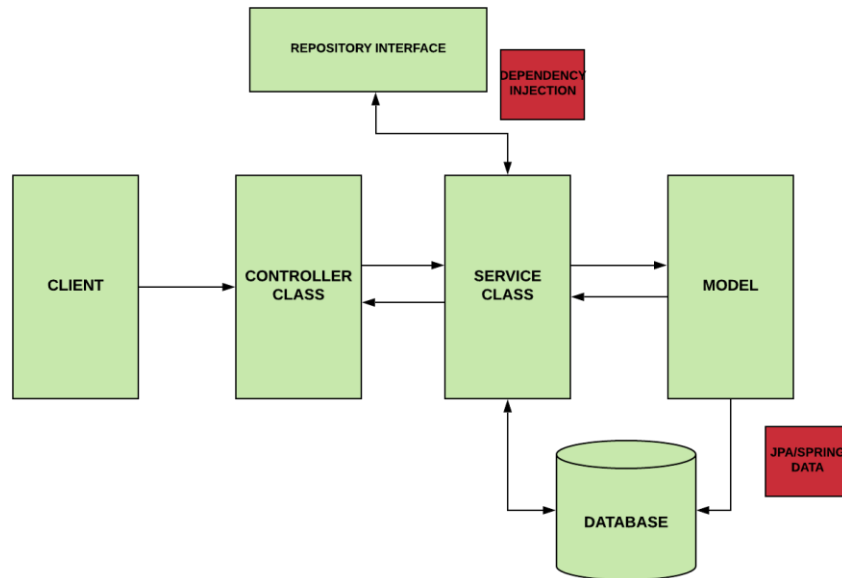 REPOSITORY INTERFACE
DEPENDENCY
INJECTION
CLIENT
CONTROLLER
CLASS
SERVICE
CLASS
MODEL
JPA/SPRING
DATA
DATABASE